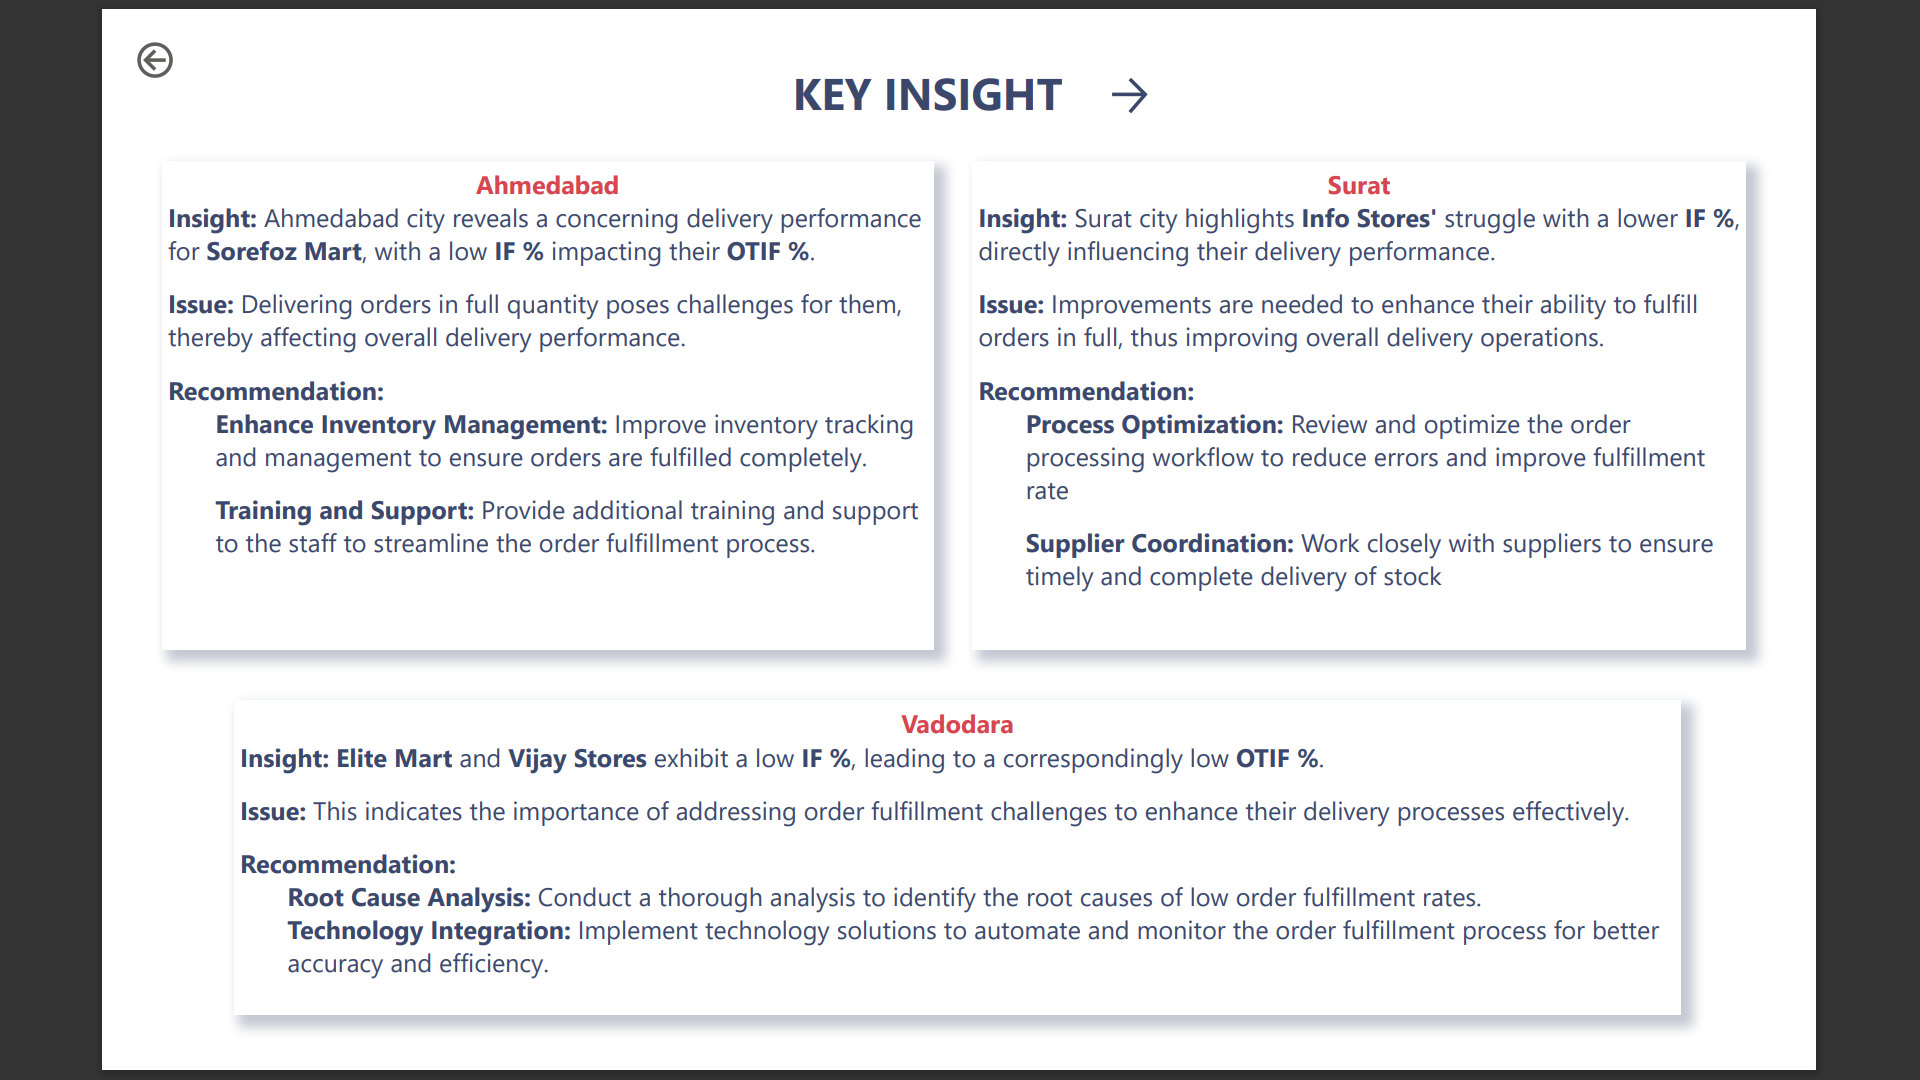 KEY INSIGHT
Ahmedabad
Insight: Ahmedabad city reveals a concerning delivery performance
for Sorefoz Mart, with a low IF % impacting their OTIF %.
Issue: Delivering orders in full quantity poses challenges for them,
thereby affecting overall delivery performance.
Recommendation:
Enhance Inventory Management: Improve inventory tracking
and management to ensure orders are fulfilled completely.
Training and Support: Provide additional training and support
to the staff to streamline the order fulfillment process.
Surat
Insight: Surat city highlights Info Stores' struggle with a lower IF %,
directly influencing their delivery performance.
Issue: Improvements are needed to enhance their ability to fulfill
orders in full, thus improving overall delivery operations.
Recommendation:
Process Optimization: Review and optimize the order
processing workflow to reduce errors and improve fulfillment
rate
Supplier Coordination: Work closely with suppliers to ensure
timely and complete delivery of stock
Vadodara
Insight: Elite Mart and Vijay Stores exhibit a low IF %, leading to a correspondingly low OTIF %.
Issue: This indicates the importance of addressing order fulfillment challenges to enhance their delivery processes effectively.
Recommendation:
Root Cause Analysis: Conduct a thorough analysis to identify the root causes of low order fulfillment rates.
Technology Integration: Implement technology solutions to automate and monitor the order fulfillment process for better
accuracy and efficiency.